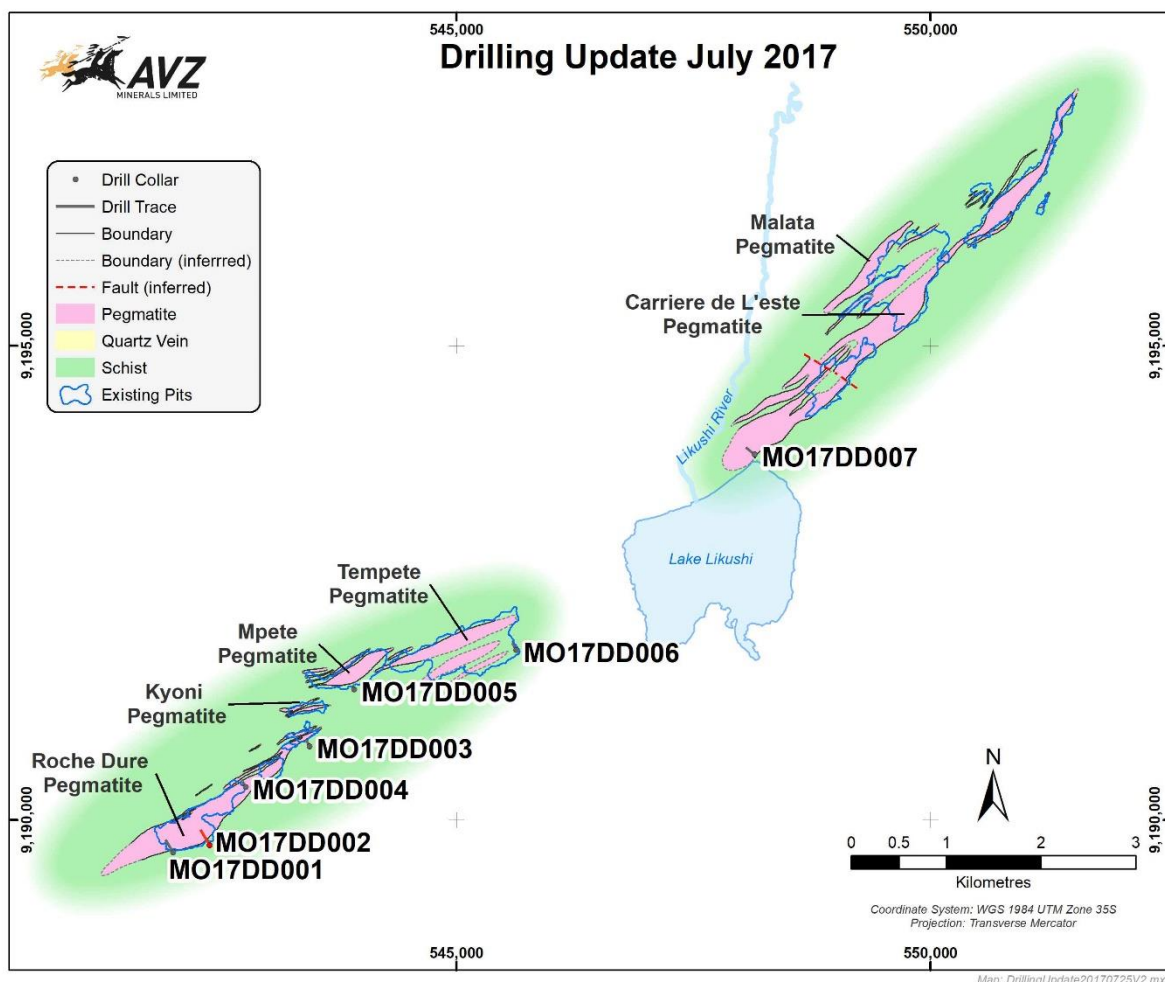 545,000
550,000
Drilling Update July 2017
AVZ
MINERALS LIMITED
Drill Collar
Drill Trace
Boundary
Boundary (inferrred)
Fault (inferred)
Pegmatite
Quartz Vein
Schist
Existing Pits
9,195,000
9,195,000
Malata
Pegmatite
Carriere de L'este
Pegmatite
Likushi River
MO17DD007
Lake Likushi
Tempete
Pegmatite
Mpete
Pegmatite
MO17DD006
MO17DD005
Kyoni
Pegmatite
MO17DD003
Roche Dure
Pegmatite
MO17DD004
MO17DD002
MO17DD001
9,190,000
9,190,000
N
0 0.5 1 2 3
Kilometres
Coordinate System: WGS 1984 UTM Zone 35S
Projection: Transverse Mercator
545,000
550,000
Map: DrillingUpdate20170725V2.mx